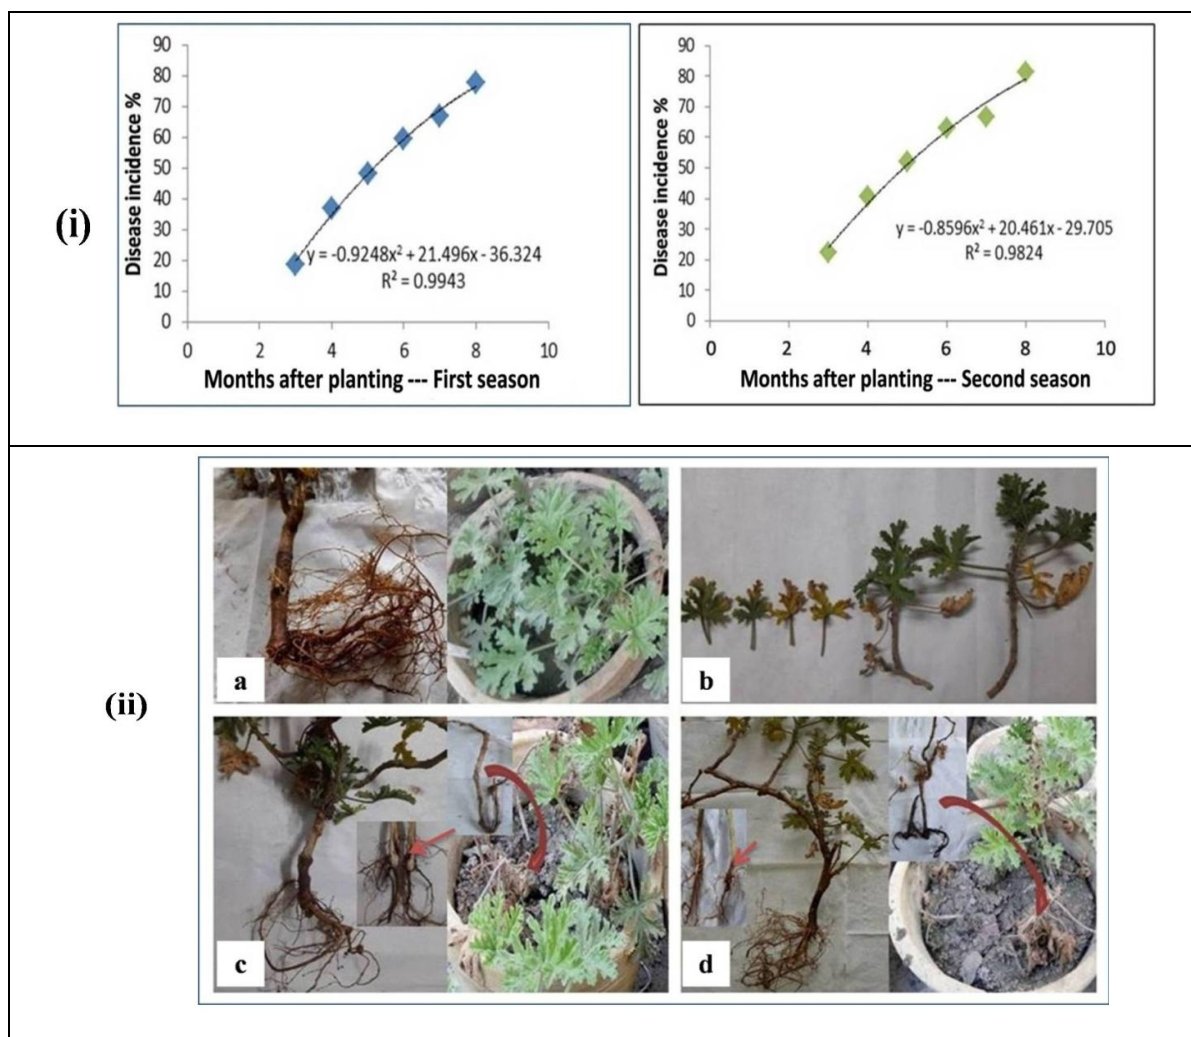 (i)
Disease incidence %
90
80
70
60
50
40
30
20
10
0
y = -0.9248x² + 21.496x - 36.324
R² = 0.9943
0 2 4 6 8 10
Months after planting --- First season
Disease incidence %
90
80
70
60
50
40
30
20
10
0
y = -0.8596x² + 20.461x - 29.705
R² = 0.9824
0 2 4 6 8 10
Months after planting --- Second season
(ii)
a
b
c
d